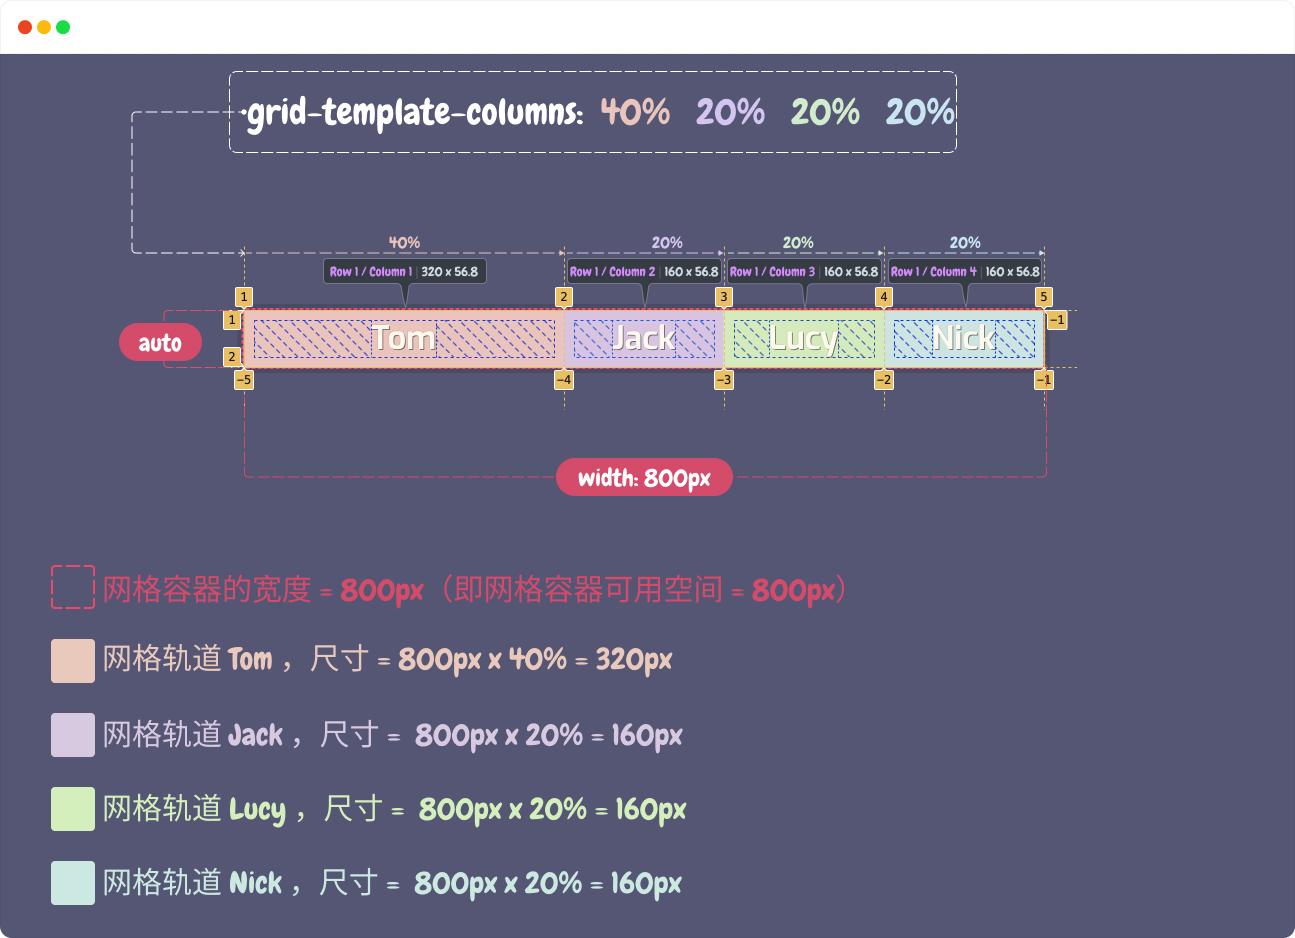 grid-template-columns: 40% 20% 20% 20%
40% 20% 20% 20%
Row 1 / Column 1 | 320 x 56.8 Row 1 / Column 2 | 160 x 56.8 Row 1 / Column 3 | 160 x 56.8 Row 1 / Column 4 | 160 x 56.8
1 2 3 4 5
1 -1
auto Tom Jack Lucy Nick
2
-5 -4 -3 -2 -1
width: 800px
网格容器的宽度 = 800px（即网格容器可用空间 = 800px）
网格轨道 Tom ，尺寸 = 800px x 40% = 320px
网格轨道 Jack ，尺寸 = 800px x 20% = 160px
网格轨道 Lucy ，尺寸 = 800px x 20% = 160px
网格轨道 Nick ，尺寸 = 800px x 20% = 160px